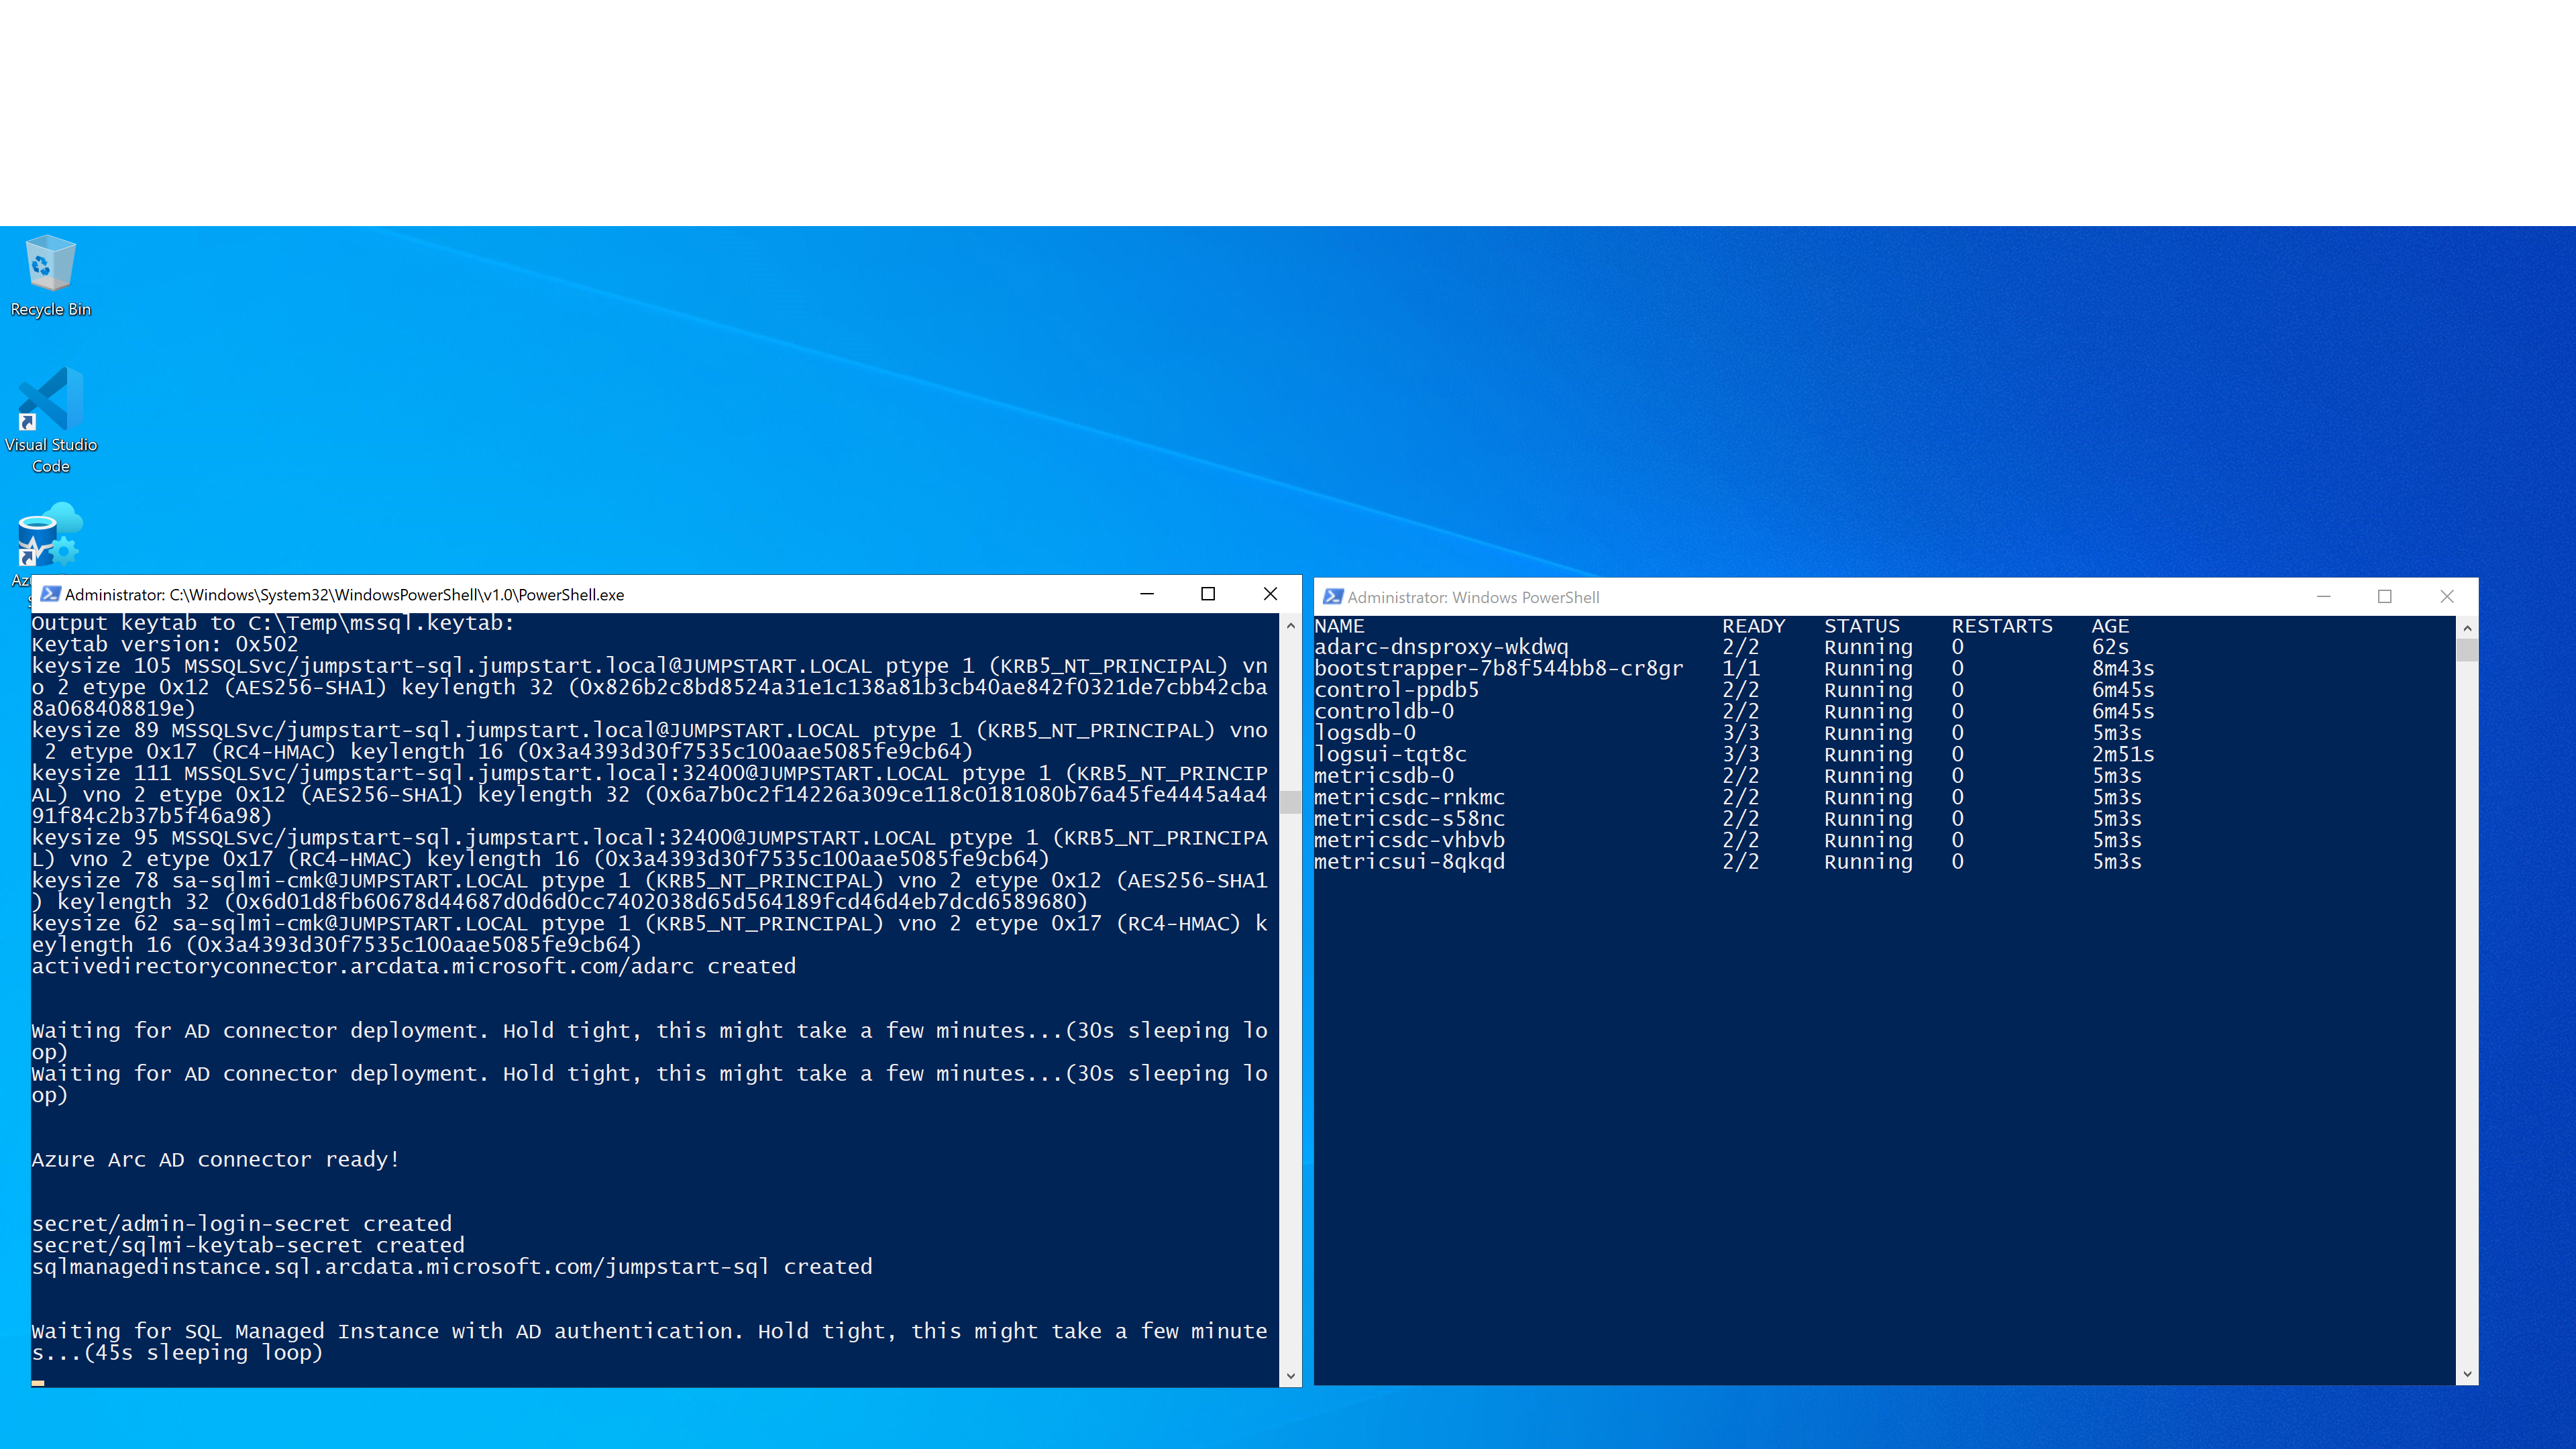 Recycle Bin
Visual Studio
Code
Administrator: C:\Windows\System32\WindowsPowerShell\v1.0\PowerShell.exe
Output keytab to C:\Temp\mssql.keytab:
Keytab version: 0x502
keysize 105 MSSQLSvc/jumpstart-sql.jumpstart.local@JUMPSTART.LOCAL ptype 1 (KRB5_NT_PRINCIPAL) vn
o 2 etype 0x12 (AES256-SHA1) keylength 32 (0x826b2c8bd8524a31e1c138a81b3cb40ae842f0321de7cbb42cba
8a068408819e)
keysize 89 MSSQLSvc/jumpstart-sql.jumpstart.local@JUMPSTART.LOCAL ptype 1 (KRB5_NT_PRINCIPAL) vno
2 etype 0x17 (RC4-HMAC) keylength 16 (0x3a4393d30f7535c100aae5085fe9cb64)
keysize 111 MSSQLSvc/jumpstart-sql.jumpstart.local:32400@JUMPSTART.LOCAL ptype 1 (KRB5_NT_PRINCIP
AL) vno 2 etype 0x12 (AES256-SHA1) keylength 32 (0x6a7b0c2f14226a309ce118c0181080b76a45fe4445a4a4
91f84c2b37b5f46a98)
keysize 95 MSSQLSvc/jumpstart-sql.jumpstart.local:32400@JUMPSTART.LOCAL ptype 1 (KRB5_NT_PRINCIPA
L) vno 2 etype 0x17 (RC4-HMAC) keylength 16 (0x3a4393d30f7535c100aae5085fe9cb64)
keysize 78 sa-sqlmi-cmk@JUMPSTART.LOCAL ptype 1 (KRB5_NT_PRINCIPAL) vno 2 etype 0x12 (AES256-SHA1
) keylength 32 (0x6d01d8fb60678d44687d0d6d0cc7402038d65d564189fcd46d4eb7dcd6589680)
keysize 62 sa-sqlmi-cmk@JUMPSTART.LOCAL ptype 1 (KRB5_NT_PRINCIPAL) vno 2 etype 0x17 (RC4-HMAC) k
eylength 16 (0x3a4393d30f7535c100aae5085fe9cb64)
activedirectoryconnector.arcdata.microsoft.com/adarc created
Waiting for AD connector deployment. Hold tight, this might take a few minutes...(30s sleeping lo
op)
Waiting for AD connector deployment. Hold tight, this might take a few minutes...(30s sleeping lo
op)
Azure Arc AD connector ready!
secret/admin-login-secret created
secret/sqlmi-keytab-secret created
sqlmanagedinstance.sql.arcdata.microsoft.com/jumpstart-sql created
Waiting for SQL Managed Instance with AD authentication. Hold tight, this might take a few minute
s...(45s sleeping loop)
Administrator: Windows PowerShell
NAME READY STATUS RESTARTS AGE
adarc-dnsproxy-wkdwq 2/2 Running 0 62s
bootstrapper-7b8f544bb8-cr8gr 1/1 Running 0 8m43s
control-ppdb5 2/2 Running 0 6m45s
controldb-0 2/2 Running 0 6m45s
logsdb-0 3/3 Running 0 5m3s
logsui-tqt8c 3/3 Running 0 2m51s
metricsdb-0 2/2 Running 0 5m3s
metricsdc-rnkmc 2/2 Running 0 5m3s
metricsdc-s58nc 2/2 Running 0 5m3s
metricsdc-vhbvb 2/2 Running 0 5m3s
metricsui-8qkqd 2/2 Running 0 5m3s